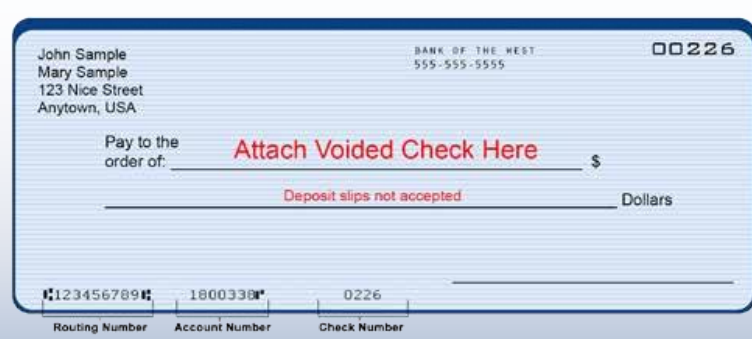 John Sample
Mary Sample
123 Nice Street
Anytown, USA
BANK OF THE WEST
555-555-5555
00226
Pay to the
order of: Attach Voided Check Here $
Deposit slips not accepted Dollars
⑆123456789⑆ 1800338⑈ 0226
Routing Number Account Number Check Number